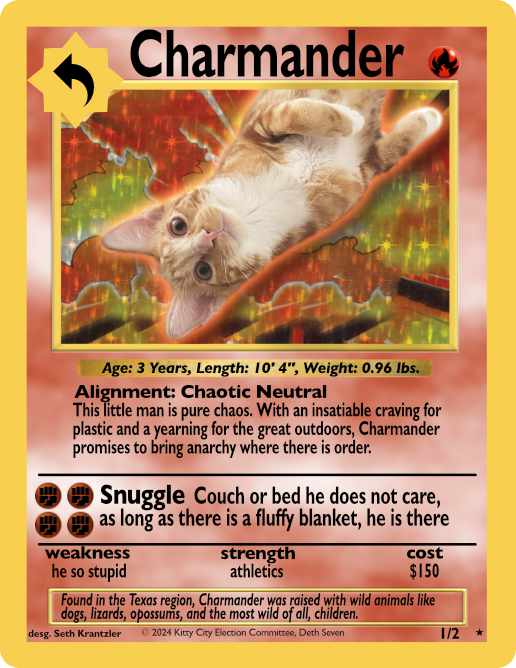 Charmander
Age: 3 Years, Length: 10' 4", Weight: 0.96 lbs.
Alignment: Chaotic Neutral
This little man is pure chaos. With an insatiable craving for
plastic and a yearning for the great outdoors, Charmander
promises to bring anarchy where there is order.
Snuggle Couch or bed he does not care,
as long as there is a fluffy blanket, he is there
weakness strength cost
he so stupid athletics $150
Found in the Texas region, Charmander was raised with wild animals like
dogs, lizards, opossums, and the most wild of all, children.
desg. Seth Krantzler © 2024 Kitty City Election Committee, Deth Seven 1/2